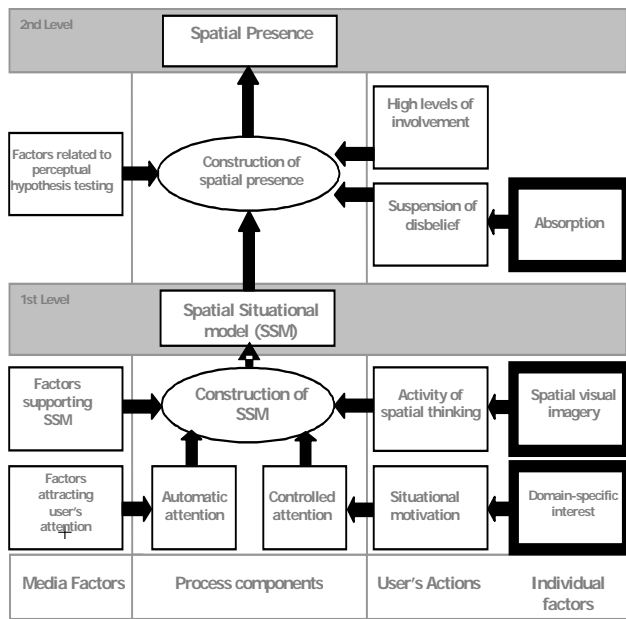 2nd Level
Spatial Presence
High levels of
involvement
Factors related to
perceptual
hypothesis testing
Construction of
spatial presence
Suspension of
disbelief
Absorption
1st Level
Spatial Situational
model (SSM)
Factors
supporting
SSM
Construction of
SSM
Activity of
spatial thinking
Spatial visual
imagery
Factors
attracting
user's
attention
Automatic
attention
Controlled
attention
Situational
motivation
Domain-specific
interest
Media Factors
Process components
User's Actions
Individual
factors